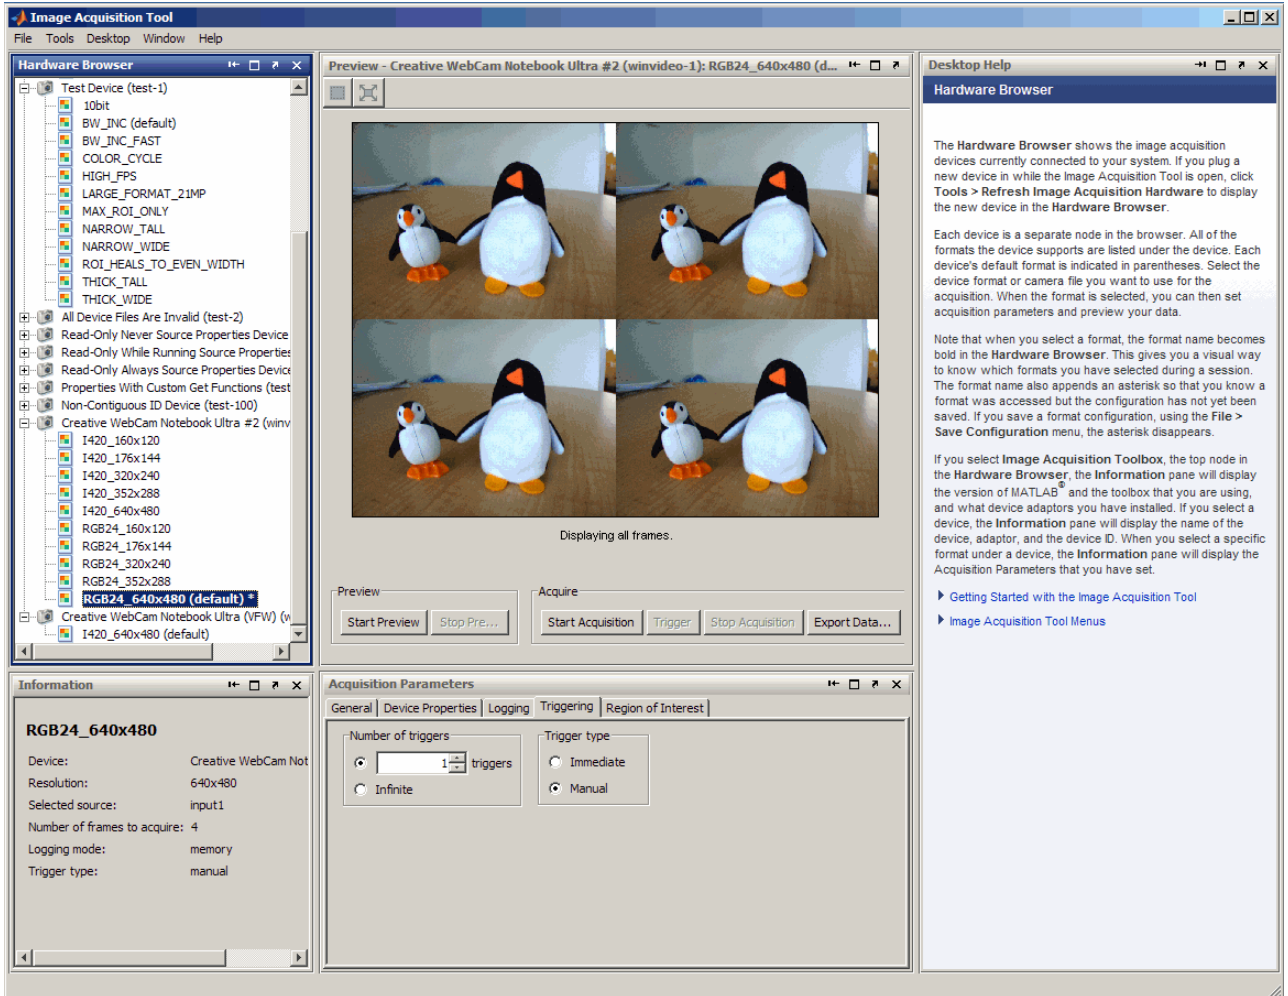 Image Acquisition Tool
File Tools Desktop Window Help
Hardware Browser
Test Device (test-1)
10bit
BW_INC (default)
BW_INC_FAST
COLOR_CYCLE
HIGH_FPS
LARGE_FORMAT_21MP
MAX_ROI_ONLY
NARROW_TALL
NARROW_WIDE
ROI_HEALS_TO_EVEN_WIDTH
THICK_TALL
THICK_WIDE
All Device Files Are Invalid (test-2)
Read-Only Never Source Properties Device
Read-Only While Running Source Properties
Read-Only Always Source Properties Device
Properties With Custom Get Functions (test
Non-Contiguous ID Device (test-100)
Creative WebCam Notebook Ultra #2 (winv
I420_160x120
I420_176x144
I420_320x240
I420_352x288
I420_640x480
RGB24_160x120
RGB24_176x144
RGB24_320x240
RGB24_352x288
RGB24_640x480 (default) *
Creative WebCam Notebook Ultra (VFW) (w
I420_640x480 (default)
Information
RGB24_640x480
Device: Creative WebCam Not
Resolution: 640x480
Selected source: input1
Number of frames to acquire: 4
Logging mode: memory
Trigger type: manual
Preview - Creative WebCam Notebook Ultra #2 (winvideo-1): RGB24_640x480 (d...
Displaying all frames.
Preview
Start Preview Stop Pre...
Acquire
Start Acquisition Trigger Stop Acquisition Export Data...
Acquisition Parameters
General Device Properties Logging Triggering Region of Interest
Number of triggers
1 triggers
Infinite
Trigger type
Immediate
Manual
Desktop Help
Hardware Browser
The Hardware Browser shows the image acquisition
devices currently connected to your system. If you plug a
new device in while the Image Acquisition Tool is open, click
Tools > Refresh Image Acquisition Hardware to display
the new device in the Hardware Browser.
Each device is a separate node in the browser. All of the
formats the device supports are listed under the device. Each
device's default format is indicated in parentheses. Select the
device format or camera file you want to use for the
acquisition. When the format is selected, you can then set
acquisition parameters and preview your data.
Note that when you select a format, the format name becomes
bold in the Hardware Browser. This gives you a visual way
to know which formats you have selected during a session.
The format name also appends an asterisk so that you know a
format was accessed but the configuration has not yet been
saved. If you save a format configuration, using the File >
Save Configuration menu, the asterisk disappears.
If you select Image Acquisition Toolbox, the top node in
the Hardware Browser, the Information pane will display
the version of MATLAB® and the toolbox that you are using,
and what device adaptors you have installed. If you select a
device, the Information pane will display the name of the
device, adaptor, and the device ID. When you select a specific
format under a device, the Information pane will display the
Acquisition Parameters that you have set.
Getting Started with the Image Acquisition Tool
Image Acquisition Tool Menus